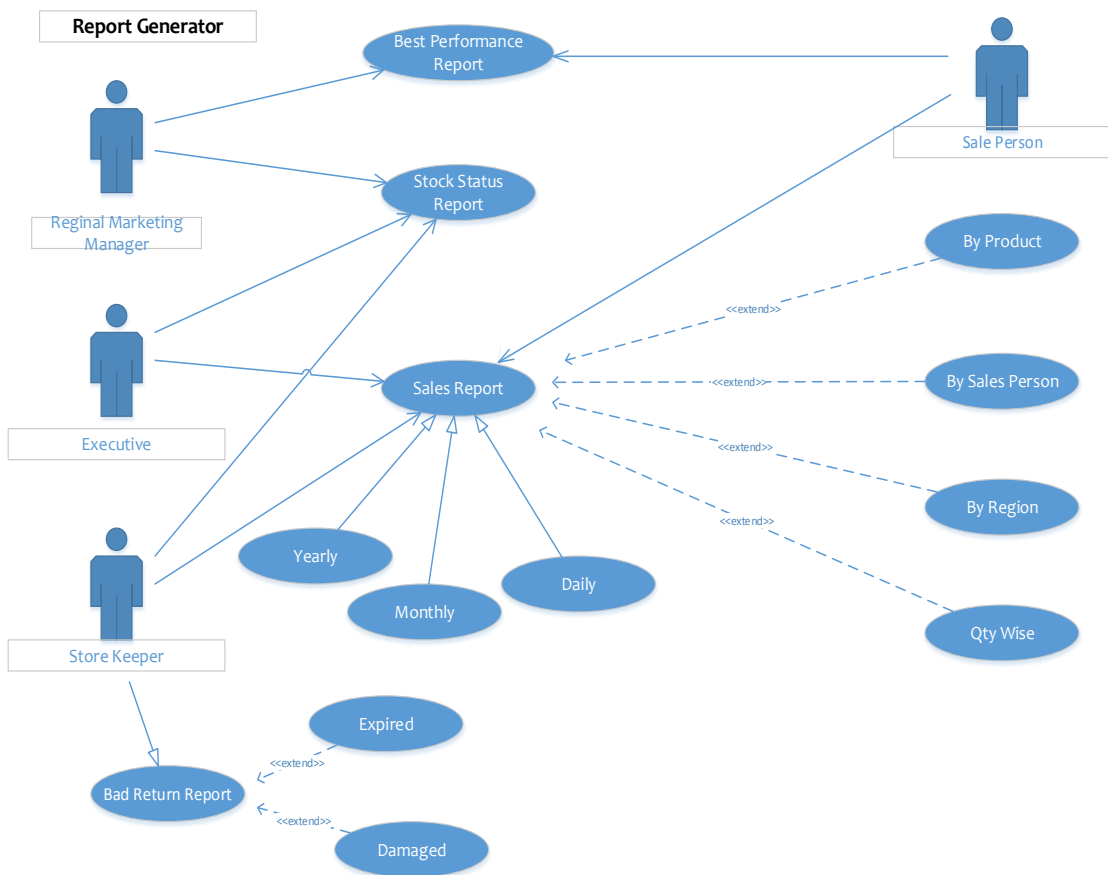 Report Generator
Best Performance
Report
Sale Person
Stock Status
Report
Reginal Marketing
Manager
By Product
<<extend>>
Sales Report
<<extend>>
By Sales Person
Executive
<<extend>>
By Region
<<extend>>
Yearly
Daily
Monthly
Qty Wise
Store Keeper
Expired
<<extend>>
Bad Return Report
<<extend>>
Damaged